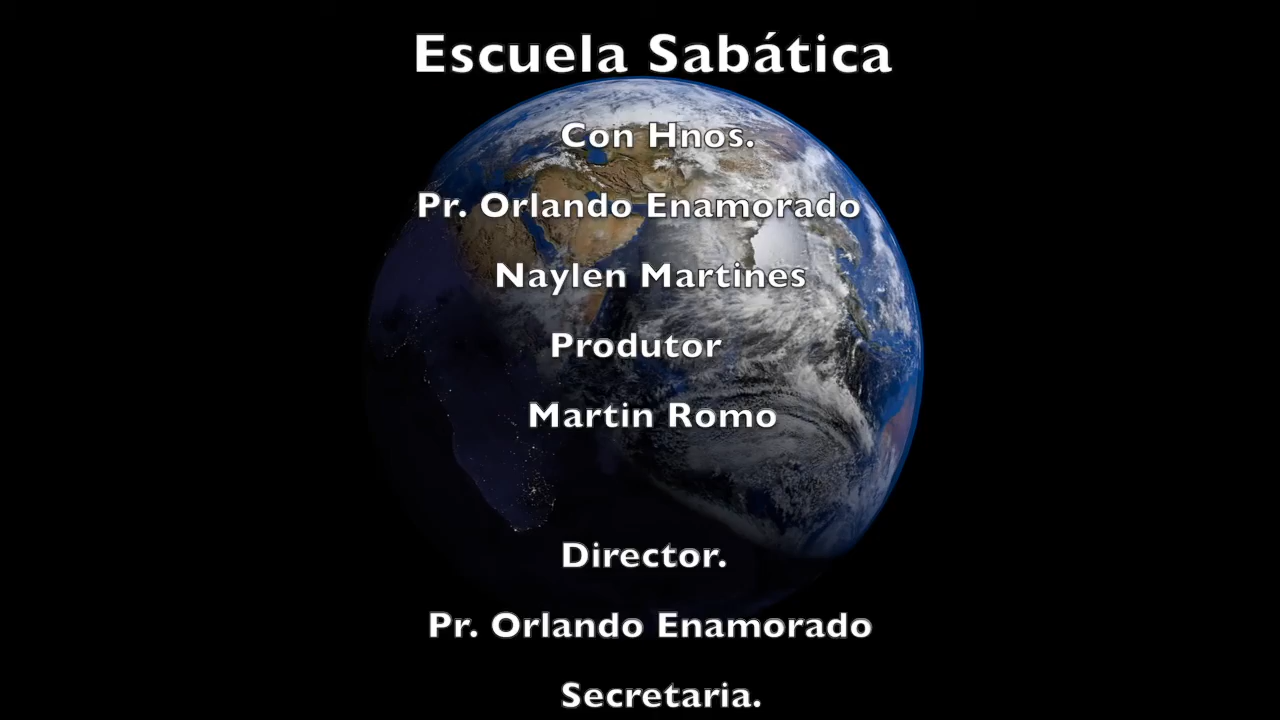 Escuela Sabática
Con Hnos.
Pr. Orlando Enamorado
Naylen Martines
Produtor
Martin Romo
Director.
Pr. Orlando Enamorado
Secretaria.